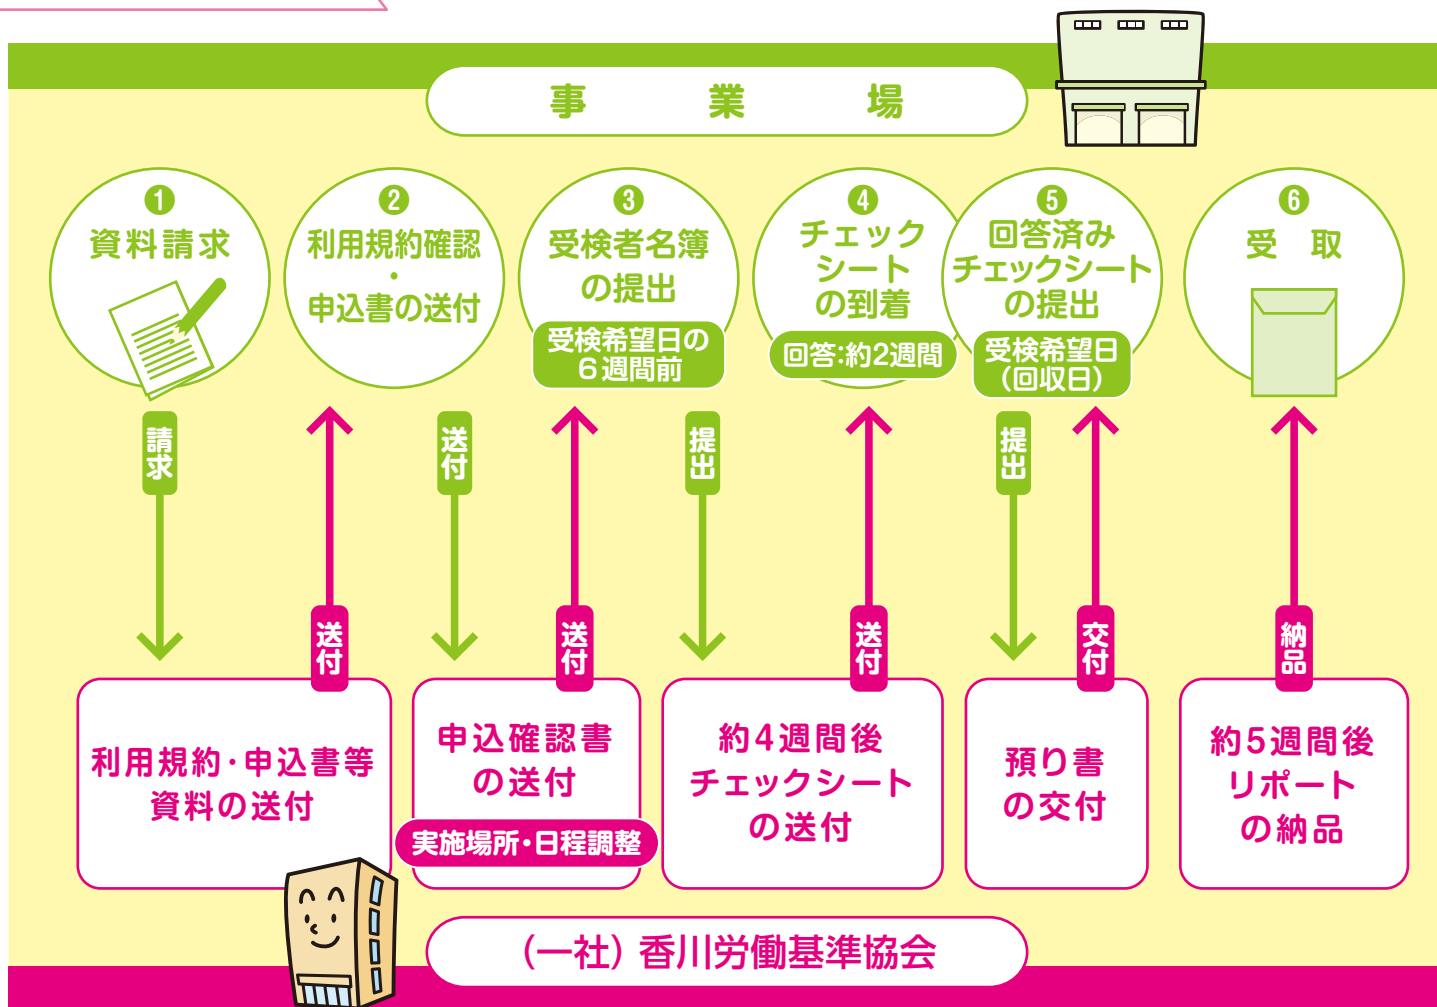 事業場
❶
資料請求
❷
利用規約確認
・
申込書の送付
❸
受検者名簿
の提出
受検希望日の
6週間前
❹
チェック
シート
の到着
回答:約2週間
❺
回答済み
チェックシート
の提出
受検希望日
(回収日)
❻
受取
請求
送付
送付
送付
提出
送付
提出
交付
納品
利用規約・申込書等
資料の送付
申込確認書
の送付
実施場所・日程調整
約4週間後
チェックシート
の送付
預り書
の交付
約5週間後
リポート
の納品
(一社)香川労働基準協会